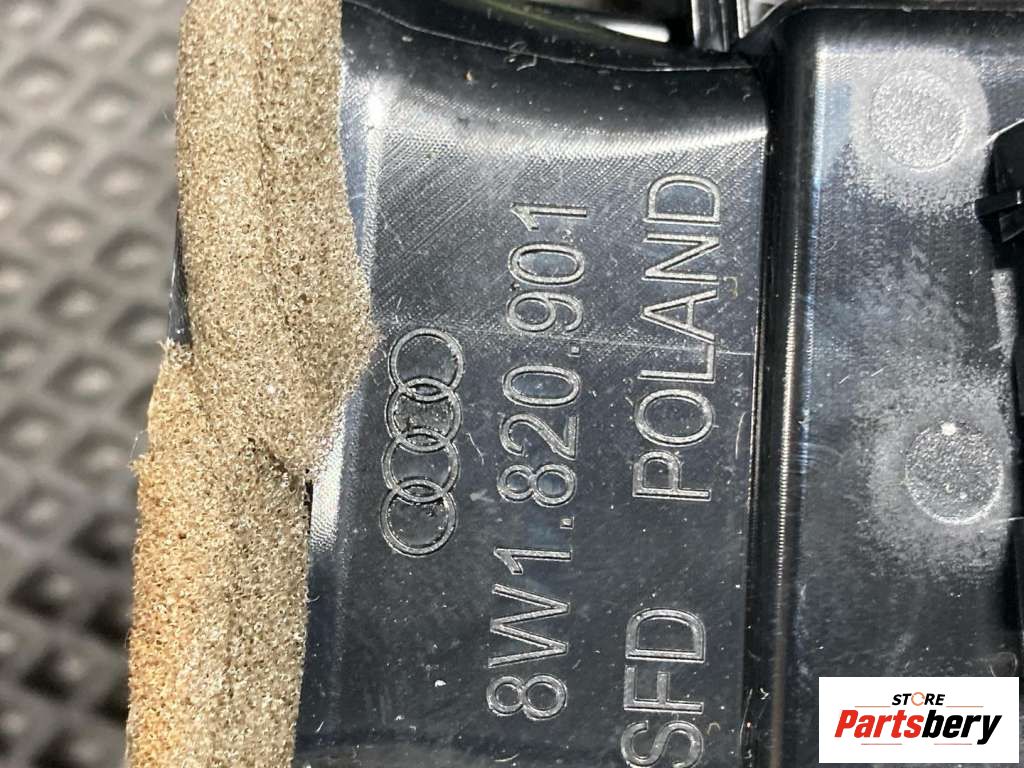 8W1.820.901
SFD POLAND
STORE
Partsbery